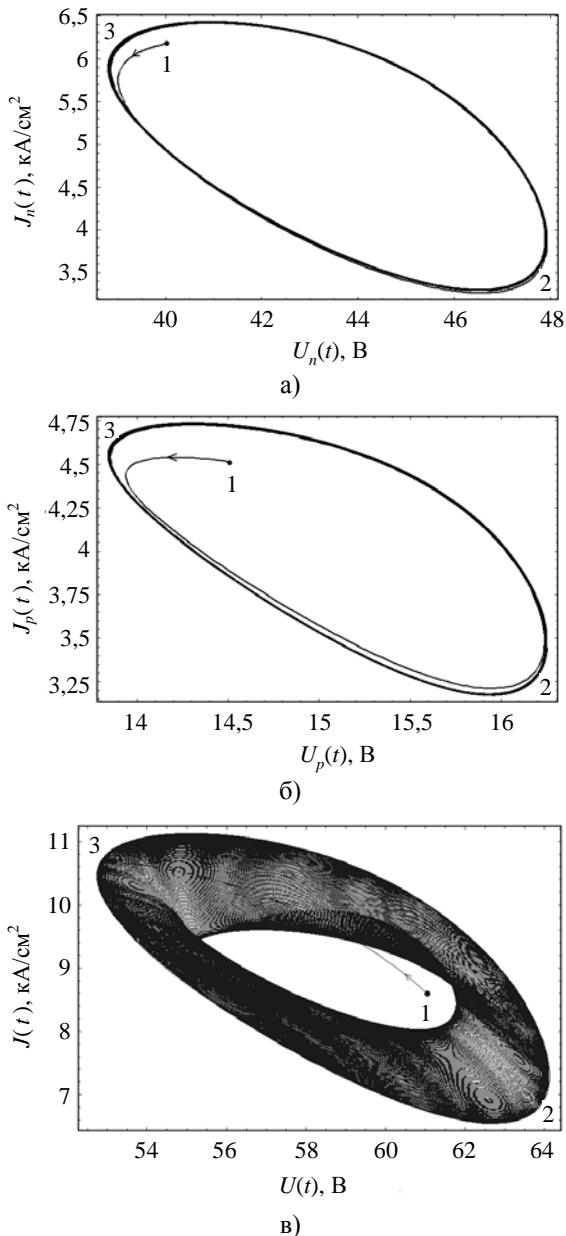 6,5
3
6
1
5,5
5
4,5
4
3,5
2
J_n(t), кА/см²
40 42 44 46 48
U_n(t), В
а)
4,75
3
4,5
1
4,25
4
3,75
3,5
3,25
2
J_p(t), кА/см²
14 14,5 15 15,5 16
U_p(t), В
б)
11
3
10
9
1
8
7
2
J(t), кА/см²
54 56 58 60 62 64
U(t), В
в)